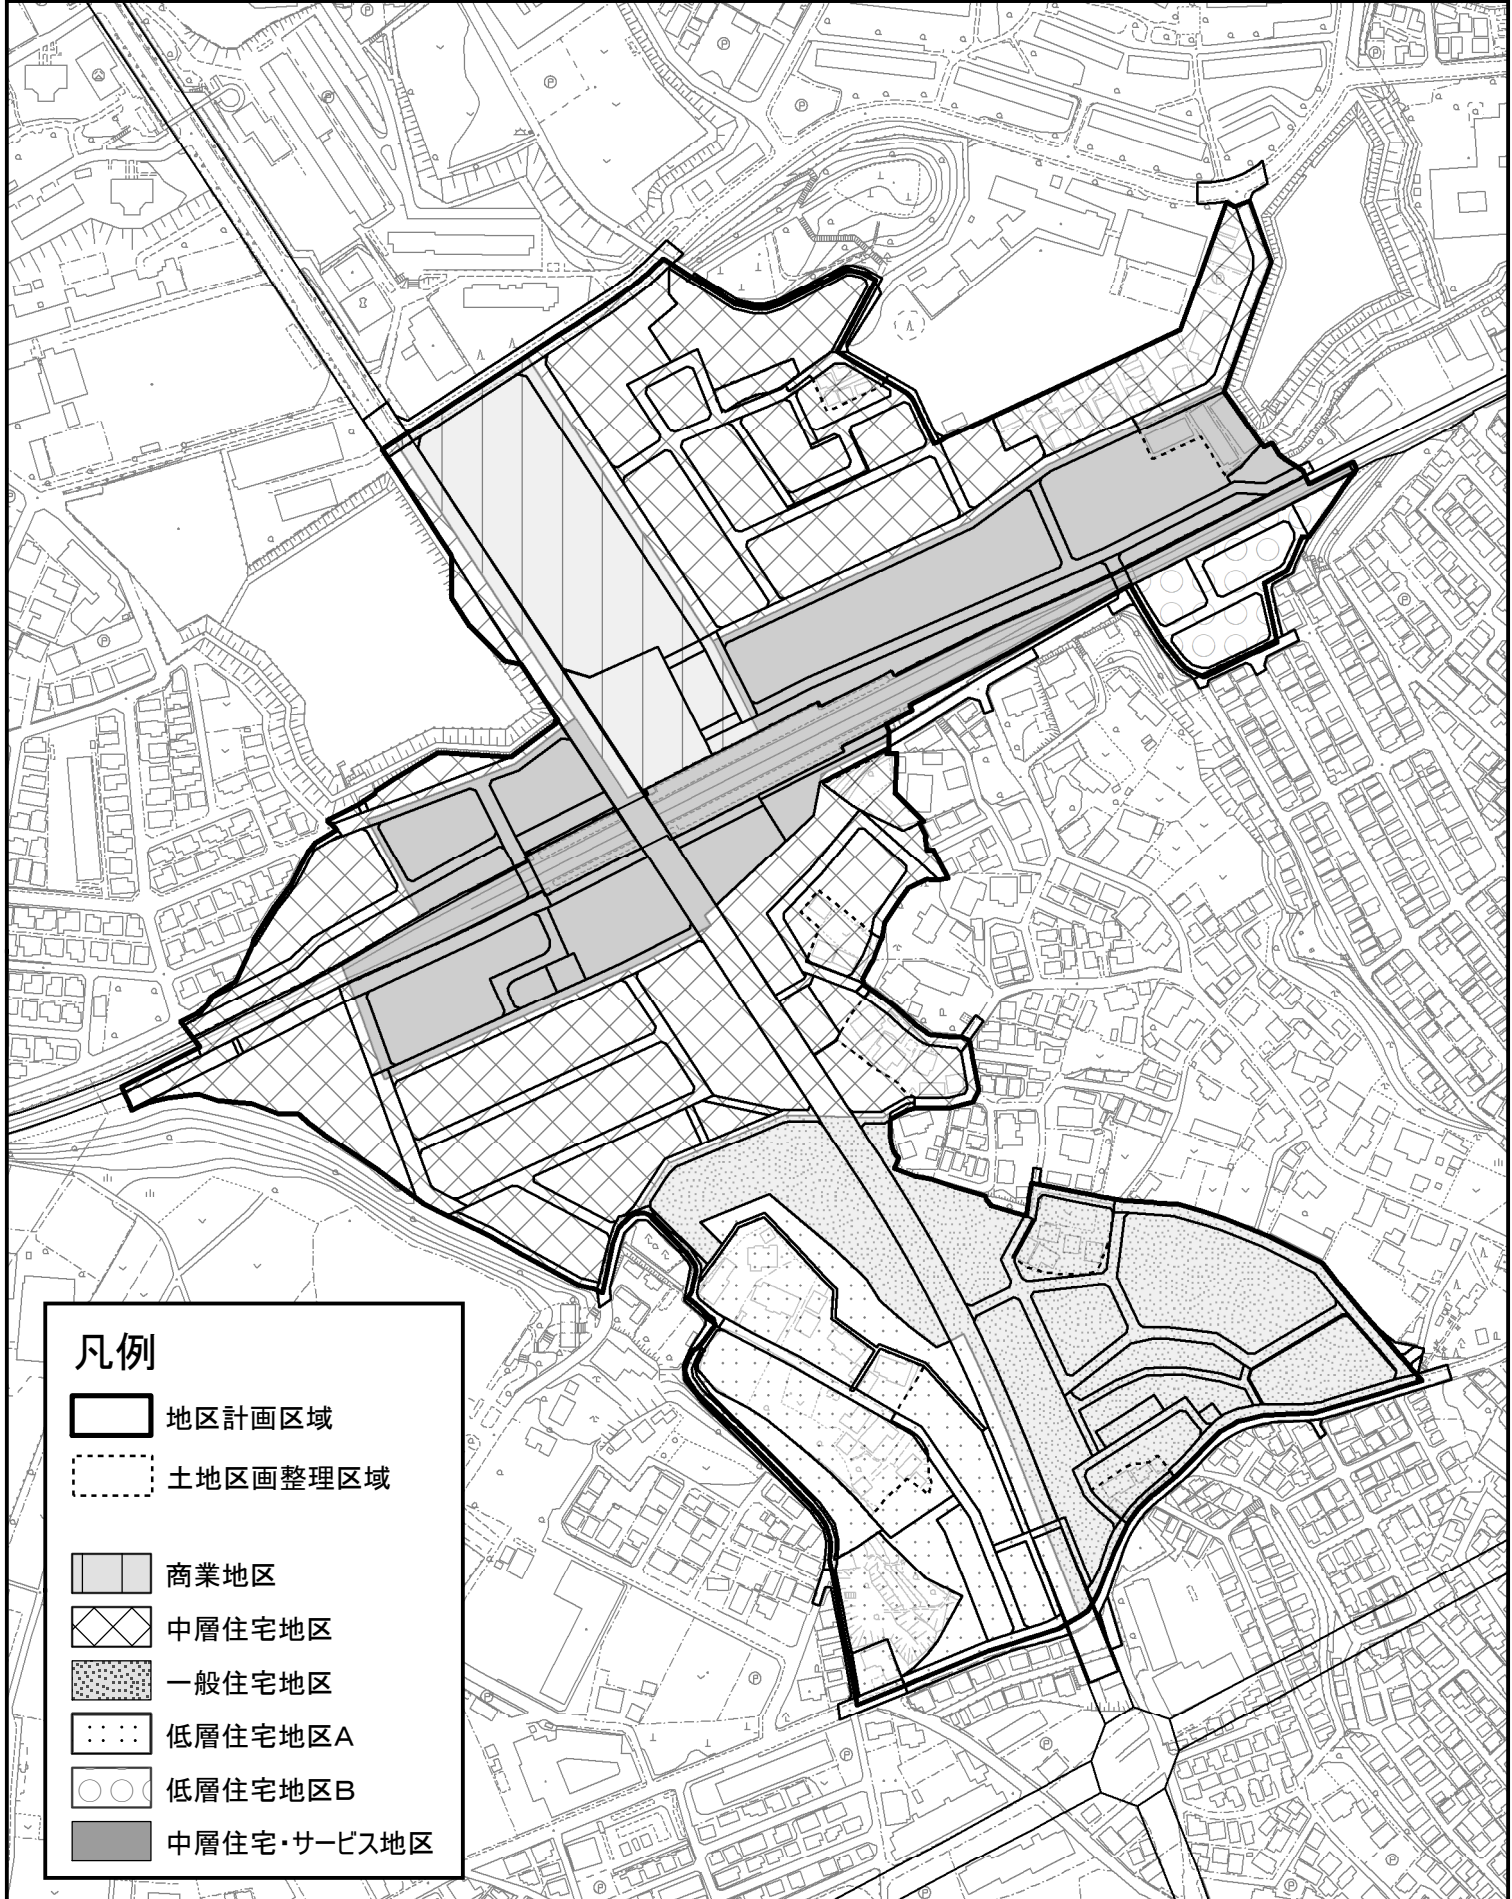 凡例
地区計画区域
土地区画整理区域
商業地区
中層住宅地区
一般住宅地区
低層住宅地区A
低層住宅地区B
中層住宅・サービス地区